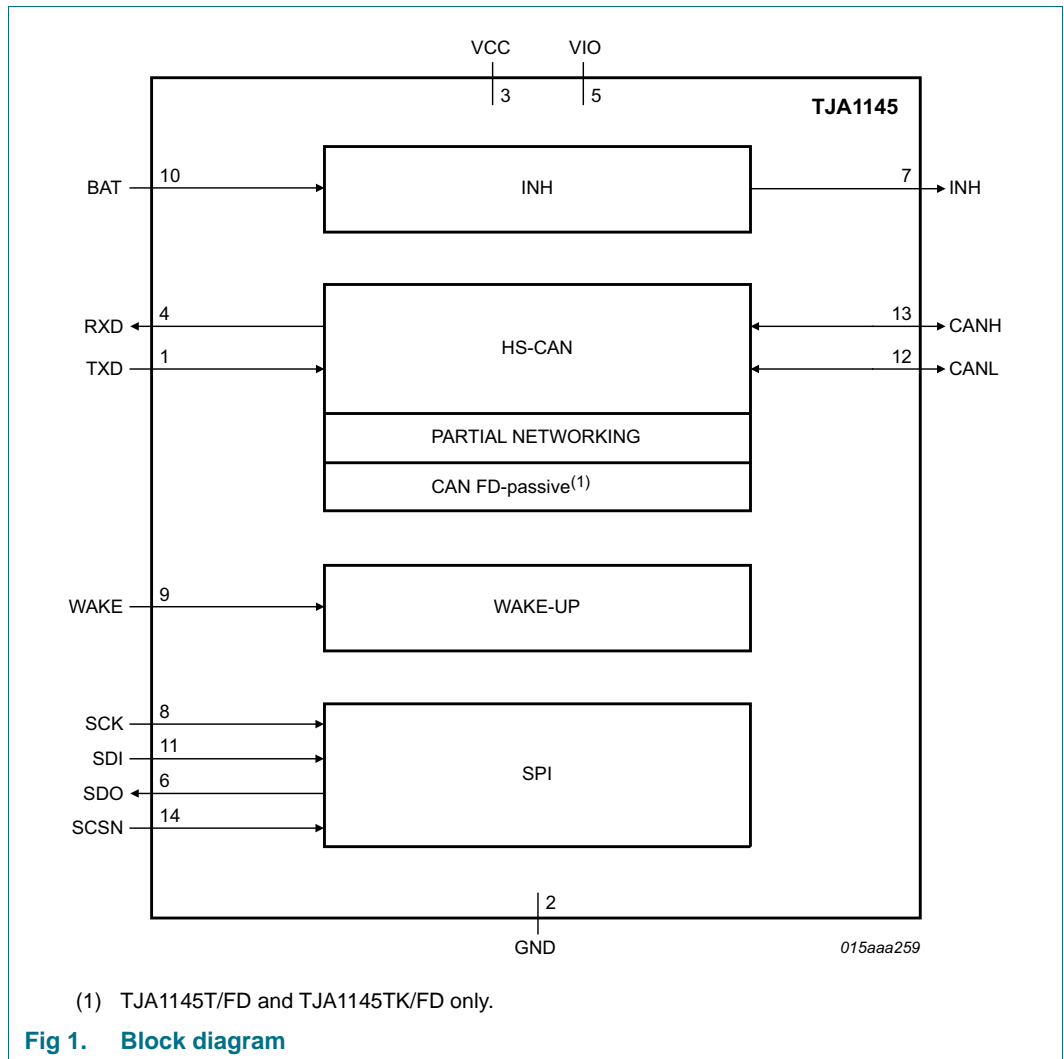 VCC VIO
3 5
TJA1145
BAT 10 INH 7 INH
RXD 4 13 CANH
HS-CAN
TXD 1 12 CANL
PARTIAL NETWORKING
CAN FD-passive(1)
WAKE 9 WAKE-UP
SCK 8
SDI 11
SPI
SDO 6
SCSN 14
2
GND
015aaa259
(1) TJA1145T/FD and TJA1145TK/FD only.
Fig 1. Block diagram